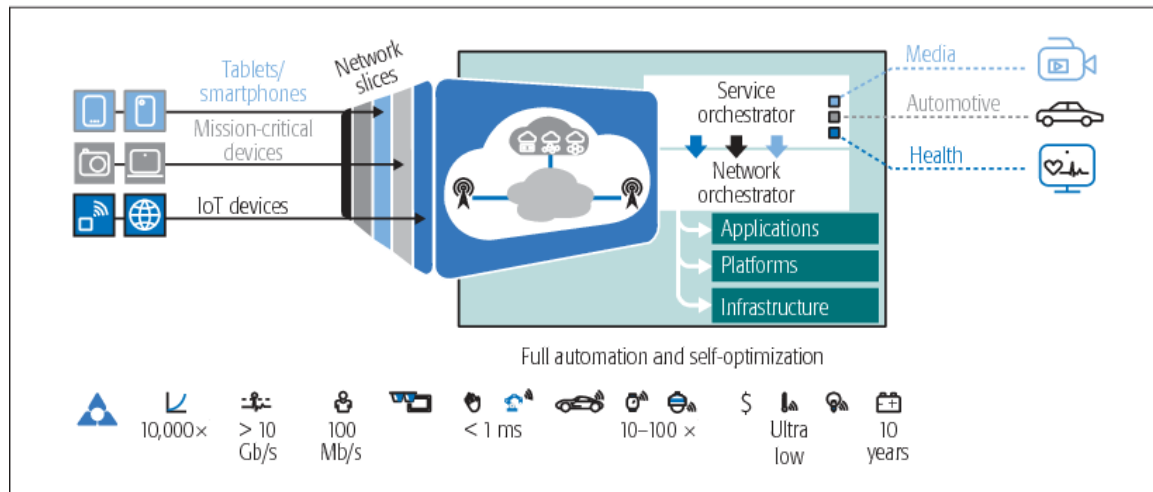 Network
slices
Tablets/
smartphones
Mission-critical
devices
IoT devices
Service
orchestrator
Network
orchestrator
Applications
Platforms
Infrastructure
Media
Automotive
Health
Full automation and self-optimization
10,000×
> 10
Gb/s
100
Mb/s
< 1 ms
10–100 ×
$
Ultra
low
10
years